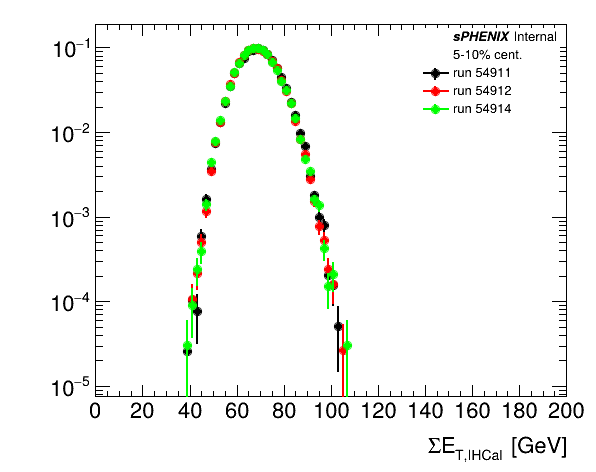 sPHENIX Internal
5-10% cent.
run 54911
run 54912
run 54914
10⁻¹
10⁻²
10⁻³
10⁻⁴
10⁻⁵
0 20 40 60 80 100 120 140 160 180 200
ΣE_T,IHCal [GeV]